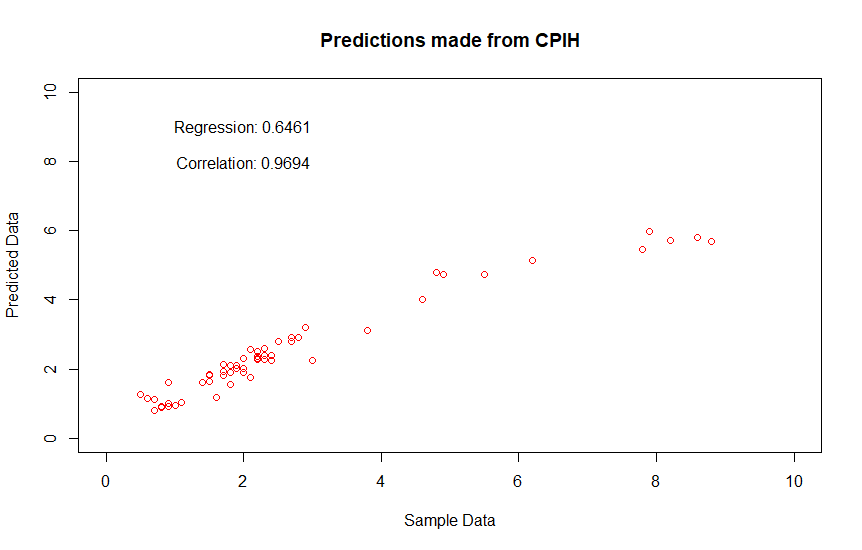 Predictions made from CPIH
Regression: 0.6461
Correlation: 0.9694
Predicted Data
10
8
6
4
2
0
0 2 4 6 8 10
Sample Data